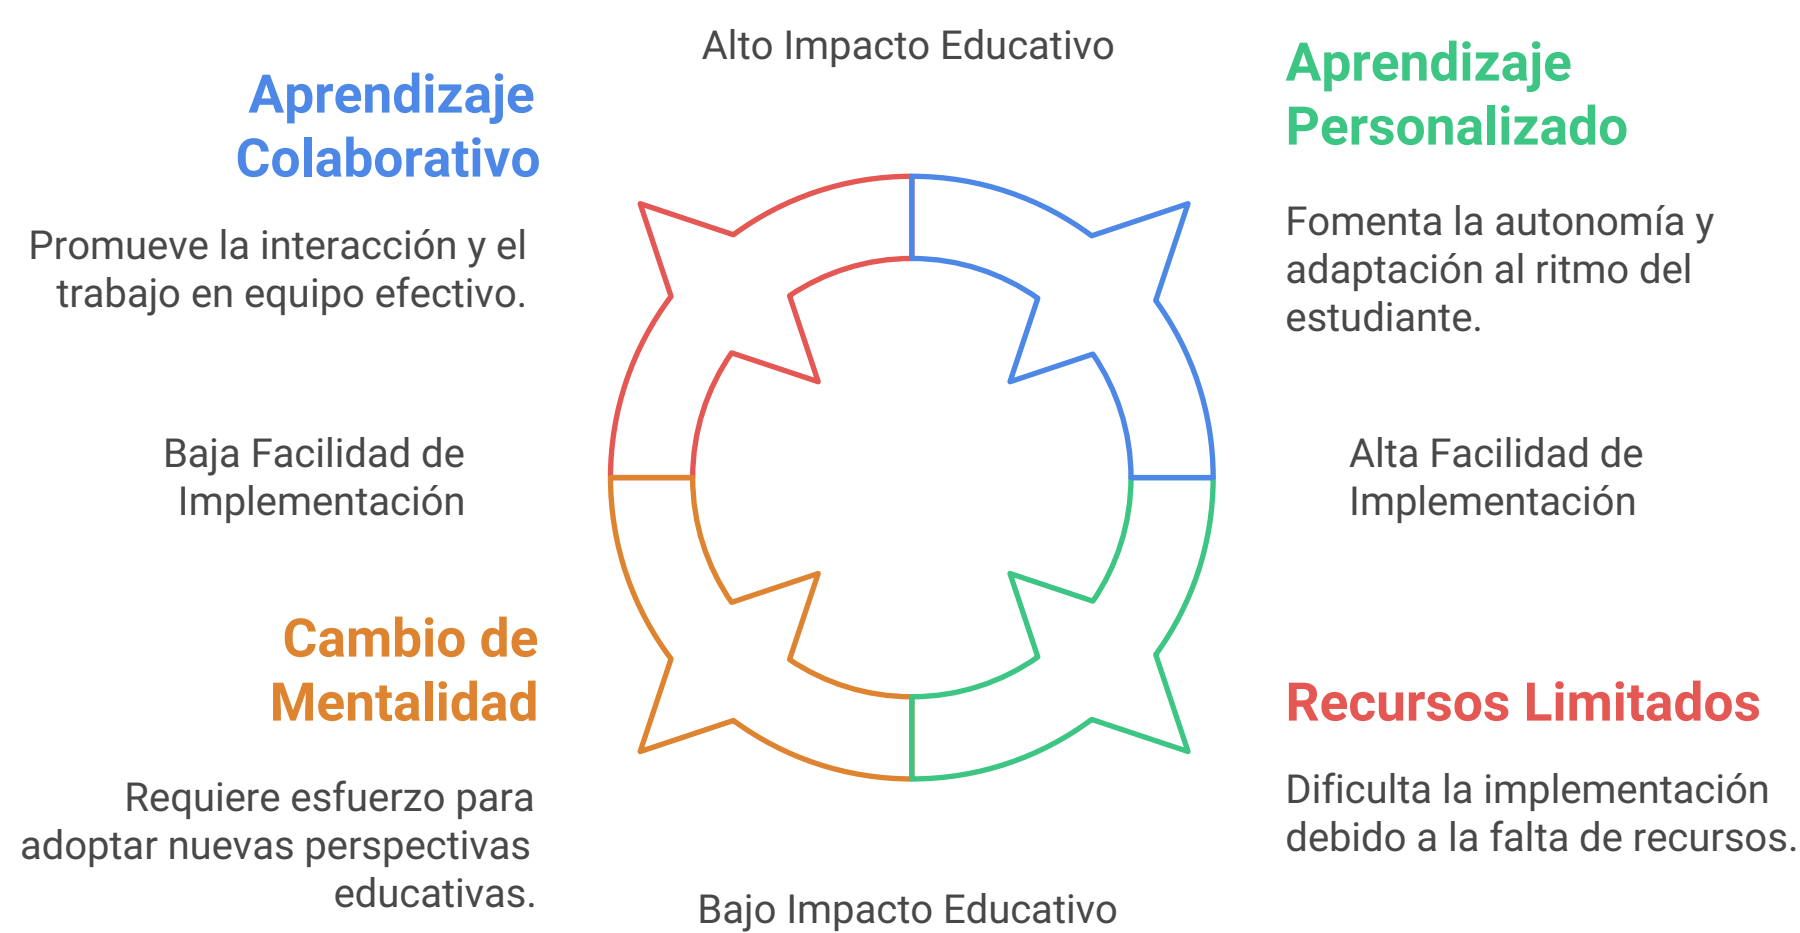 Alto Impacto Educativo
Aprendizaje
Colaborativo
Promueve la interacción y el
trabajo en equipo efectivo.
Aprendizaje
Personalizado
Fomenta la autonomía y
adaptación al ritmo del
estudiante.
Baja Facilidad de
Implementación
Alta Facilidad de
Implementación
Cambio de
Mentalidad
Requiere esfuerzo para
adoptar nuevas perspectivas
educativas.
Recursos Limitados
Dificulta la implementación
debido a la falta de recursos.
Bajo Impacto Educativo